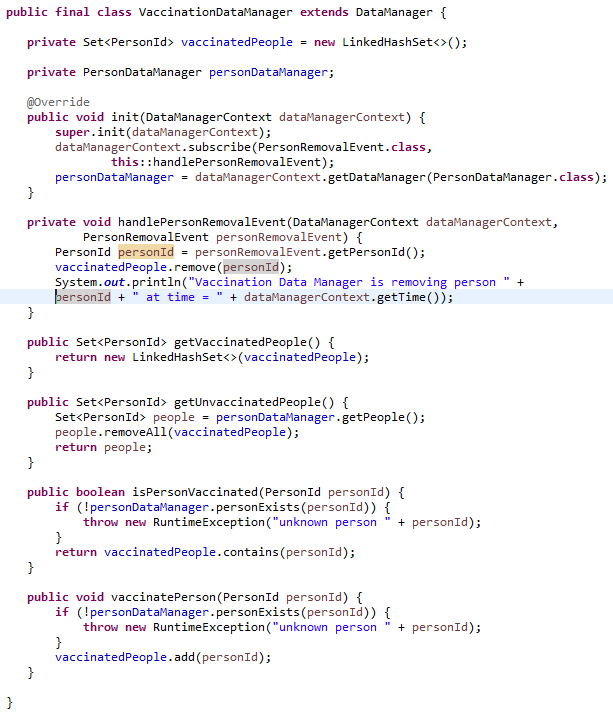 public final class VaccinationDataManager extends DataManager {
private Set<PersonId> vaccinatedPeople = new LinkedHashSet<>();
private PersonDataManager personDataManager;
@Override
public void init(DataManagerContext dataManagerContext) {
super.init(dataManagerContext);
dataManagerContext.subscribe(PersonRemovalEvent.class,
this::handlePersonRemovalEvent);
personDataManager = dataManagerContext.getDataManager(PersonDataManager.class);
}
private void handlePersonRemovalEvent(DataManagerContext dataManagerContext,
PersonRemovalEvent personRemovalEvent) {
PersonId personId = personRemovalEvent.getPersonId();
vaccinatedPeople.remove(personId);
System.out.println("Vaccination Data Manager is removing person " +
personId + " at time = " + dataManagerContext.getTime());
}
public Set<PersonId> getVaccinatedPeople() {
return new LinkedHashSet<>(vaccinatedPeople);
}
public Set<PersonId> getUnvaccinatedPeople() {
Set<PersonId> people = personDataManager.getPeople();
people.removeAll(vaccinatedPeople);
return people;
}
public boolean isPersonVaccinated(PersonId personId) {
if (!personDataManager.personExists(personId)) {
throw new RuntimeException("unknown person " + personId);
}
return vaccinatedPeople.contains(personId);
}
public void vaccinatePerson(PersonId personId) {
if (!personDataManager.personExists(personId)) {
throw new RuntimeException("unknown person " + personId);
}
vaccinatedPeople.add(personId);
}
}